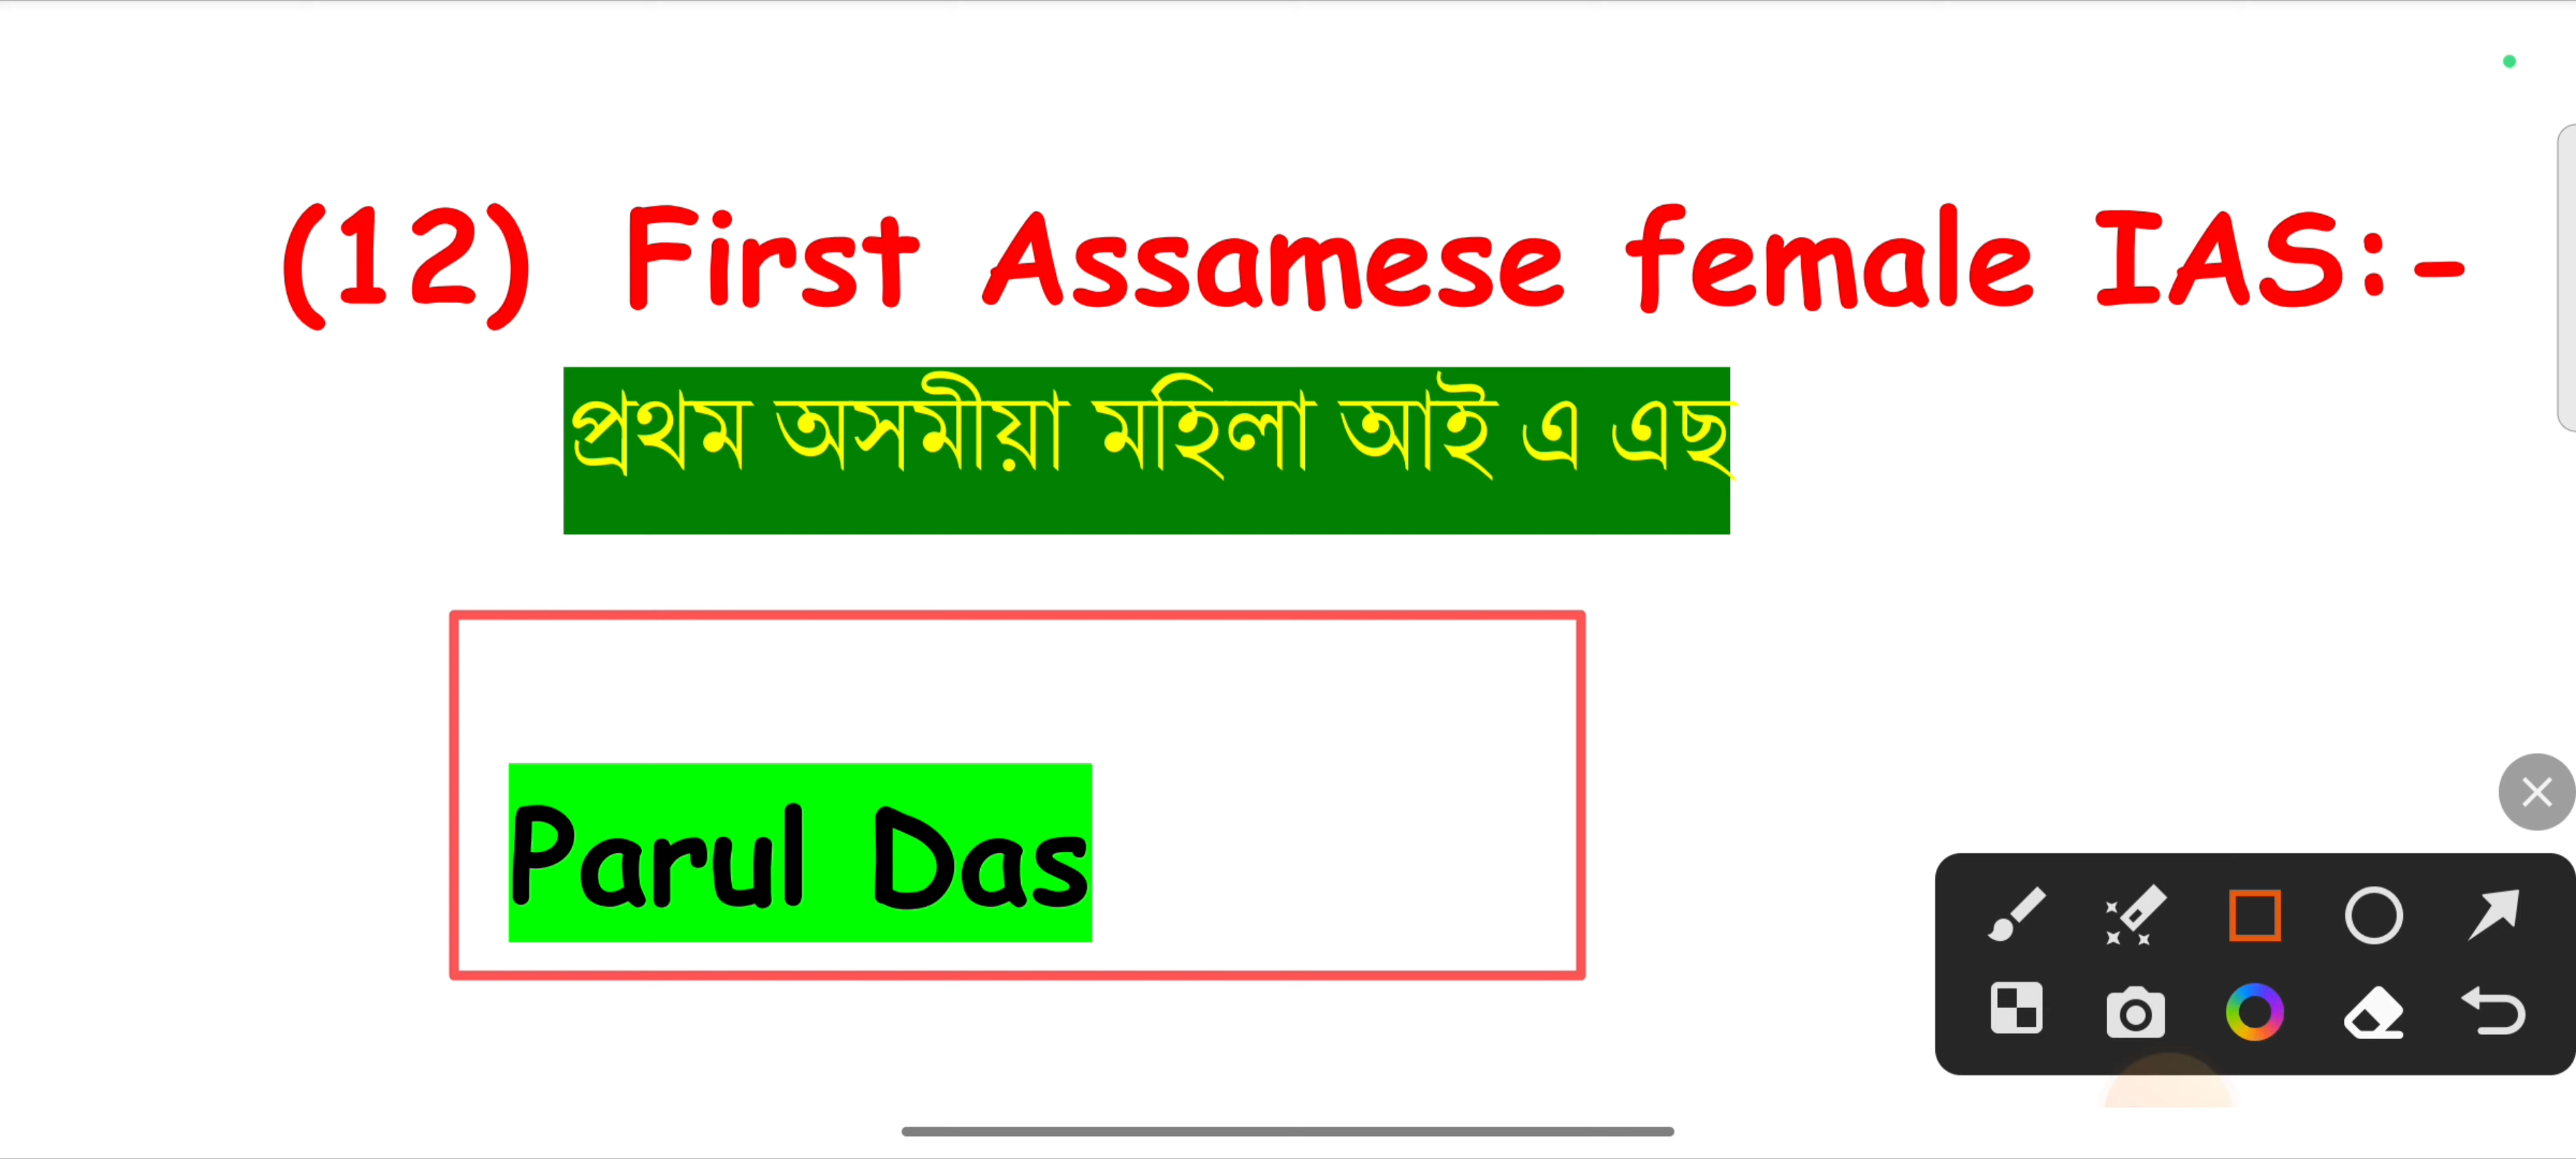 (12) First Assamese female IAS:-
প্ৰথম অসমীয়া মহিলা আই এ এছ
Parul Das